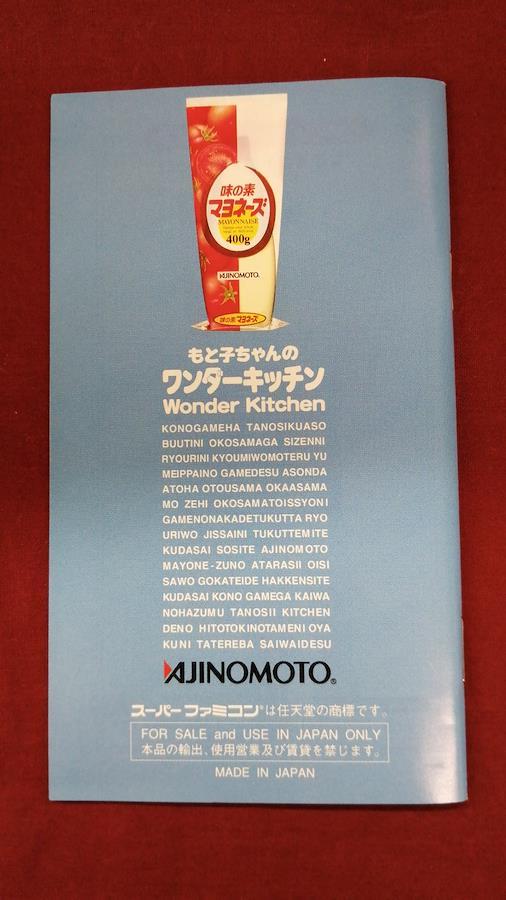 味の素
マヨネーズ
MAYONNAISE
400g
AJINOMOTO.
味の素マヨネーズ
もと子ちゃんの
ワンダーキッチン
Wonder Kitchen
KONOGAMEHA TANOSIKUASO
BUUTINI OKOSAMAGA SIZENNI
RYOURINI KYOUMIWOMOTERU YU
MEIPPAINO GAMEDESU ASONDA
ATOHA OTOUSAMA OKAASAMA
MO ZEHI OKOSAMATOISSYONI
GAMENONAKADETUKUTTA RYO
URIWO JISSAINI TUKUTTEMITE
KUDASAI SOSITE AJINOMOTO
MAYONE-ZUNO ATARASII OISI
SAWO GOKATEIDE HAKKENSITE
KUDASAI KONO GAMEGA KAIWA
NOHAZUMU TANOSII KITCHEN
DENO HITOTOKINOTAMENI OYA
KUNI TATEREBA SAIWAIDESU
AJINOMOTO®
スーパーファミコン®は任天堂の商標です。
FOR SALE and USE IN JAPAN ONLY
本品の輸出、使用営業及び賃貸を禁じます。
MADE IN JAPAN